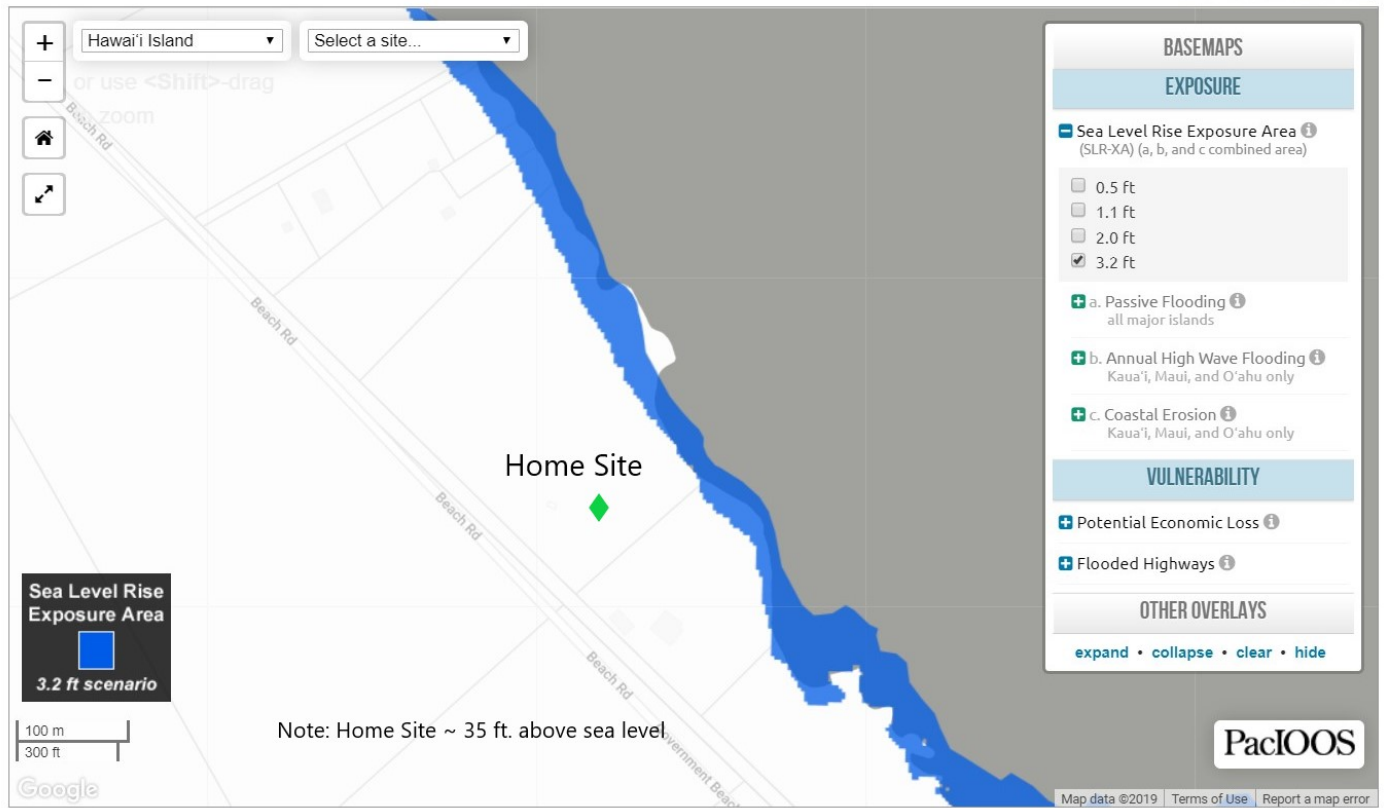 +
−
Hawaiʻi Island
Select a site...
or use <Shift>-drag
zoom
Beach Rd
Beach Rd
Beach Rd
Beach Rd
Government Beac
Home Site
Note: Home Site ~ 35 ft. above sea level
Sea Level Rise
Exposure Area
3.2 ft scenario
100 m
300 ft
Google
BASEMAPS
EXPOSURE
Sea Level Rise Exposure Area
(SLR-XA) (a, b, and c combined area)
0.5 ft
1.1 ft
2.0 ft
3.2 ft
a. Passive Flooding
all major islands
b. Annual High Wave Flooding
Kauaʻi, Maui, and Oʻahu only
c. Coastal Erosion
Kauaʻi, Maui, and Oʻahu only
VULNERABILITY
Potential Economic Loss
Flooded Highways
OTHER OVERLAYS
expand • collapse • clear • hide
PacIOOS
Map data ©2019
Terms of Use
Report a map error